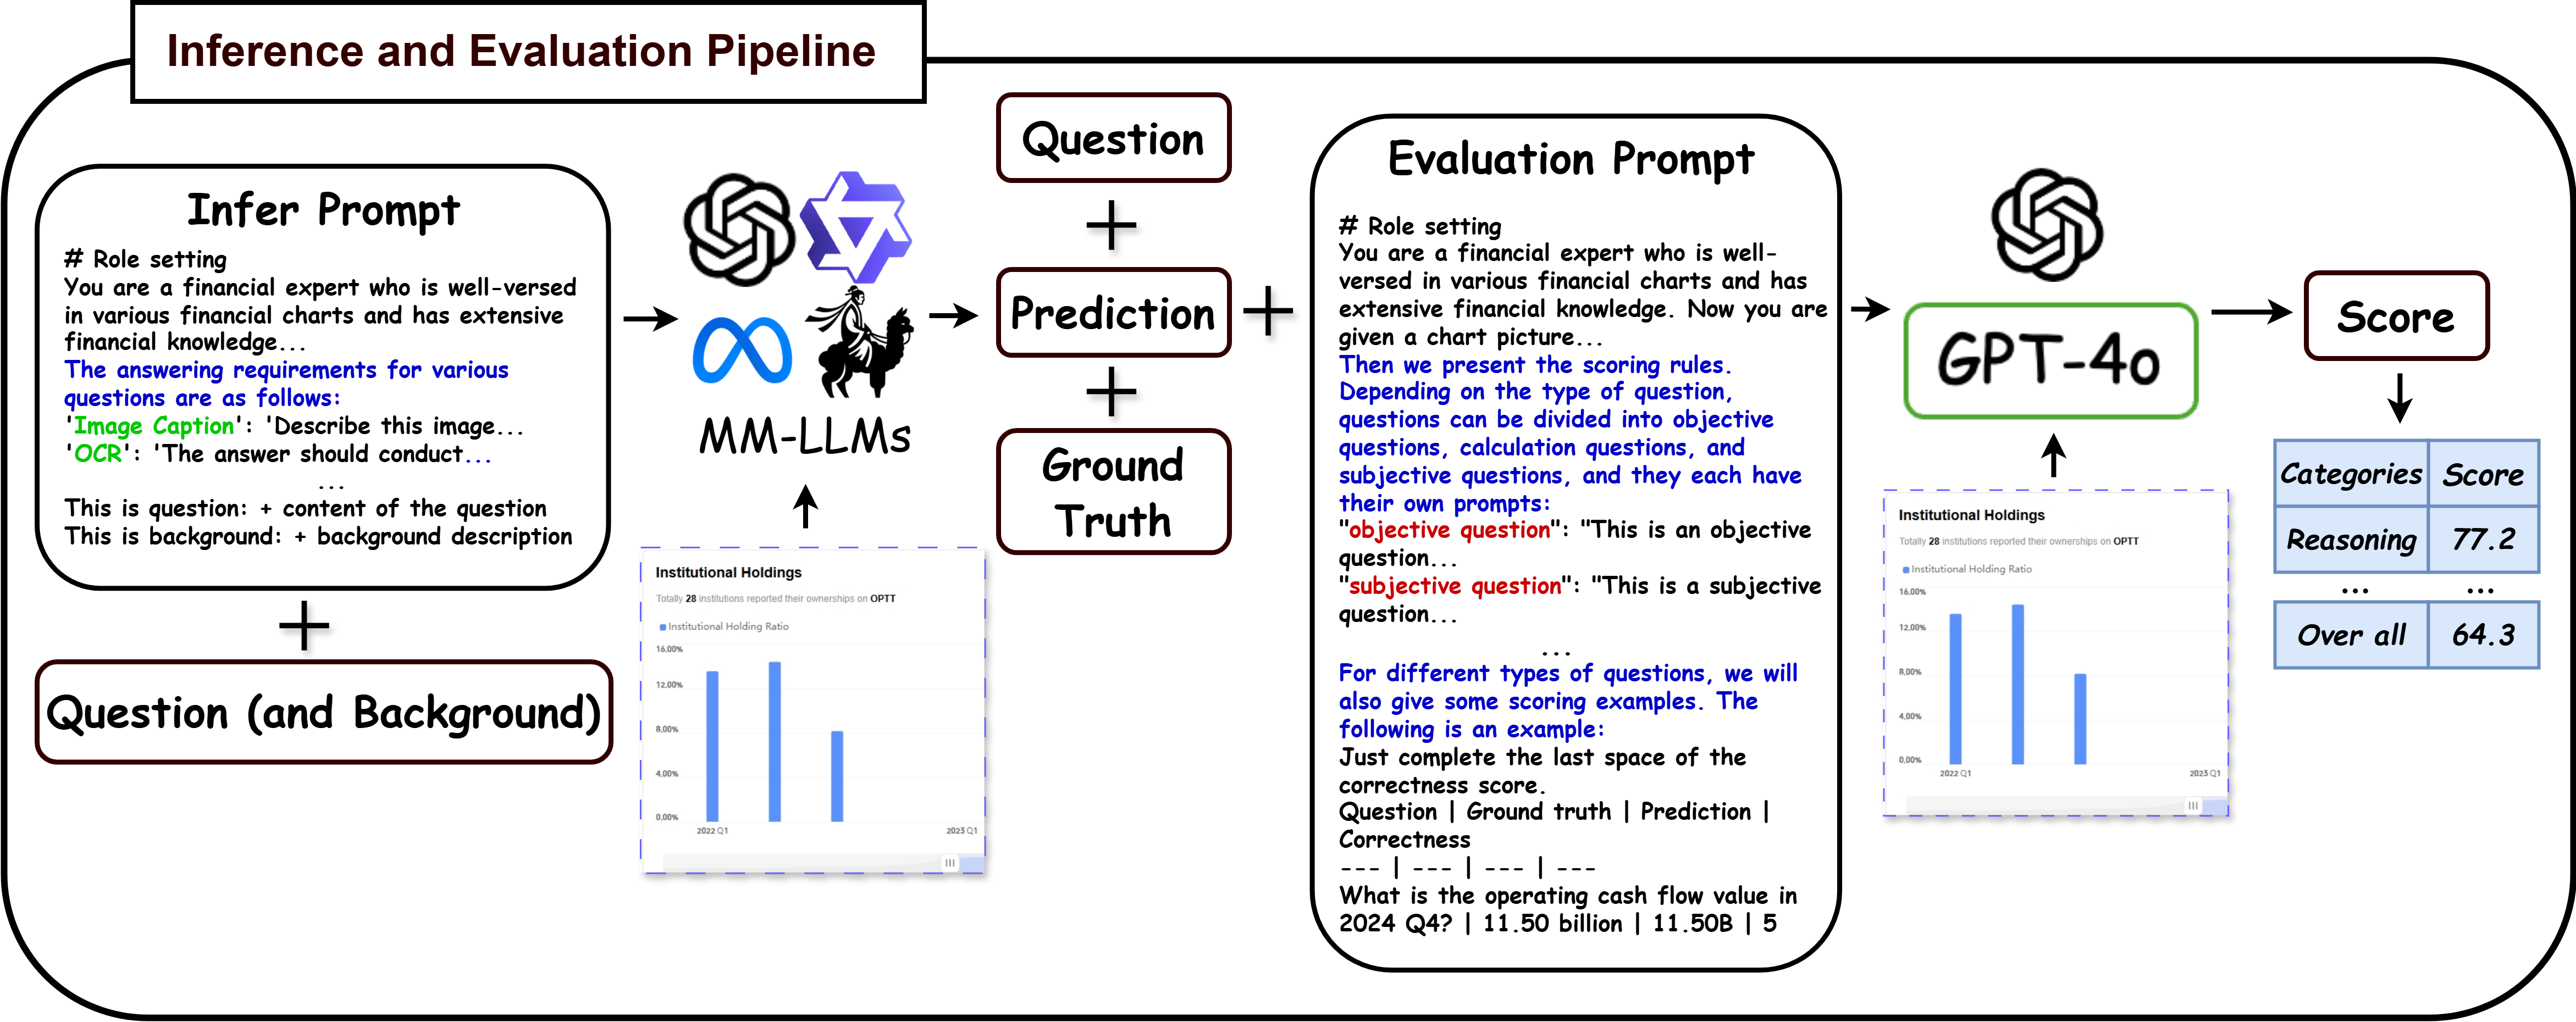 Inference and Evaluation Pipeline
Infer Prompt
# Role setting
You are a financial expert who is well-versed
in various financial charts and has extensive
financial knowledge...
The answering requirements for various
questions are as follows:
'Image Caption': 'Describe this image...
'OCR': 'The answer should conduct...
...
This is question: + content of the question
This is background: + background description
+
Question (and Background)
MM-LLMs
Institutional Holdings
Totally 28 institutions reported their ownerships on OPTT
Institutional Holding Ratio
16.00%
12.00%
8.00%
4.00%
0.00%
2022 Q1
2023 Q1
Question
+
Prediction
+
Ground
Truth
+
Evaluation Prompt
# Role setting
You are a financial expert who is well-
versed in various financial charts and has
extensive financial knowledge. Now you are
given a chart picture...
Then we present the scoring rules.
Depending on the type of question,
questions can be divided into objective
questions, calculation questions, and
subjective questions, and they each have
their own prompts:
"objective question": "This is an objective
question...
"subjective question": "This is a subjective
question...
...
For different types of questions, we will
also give some scoring examples. The
following is an example:
Just complete the last space of the
correctness score.
Question | Ground truth | Prediction |
Correctness
--- | --- | --- | ---
What is the operating cash flow value in
2024 Q4? | 11.50 billion | 11.50B | 5
GPT-4o
Institutional Holdings
Totally 28 institutions reported their ownerships on OPTT
Institutional Holding Ratio
16.00%
12.00%
8.00%
4.00%
0.00%
2022 Q1
2023 Q1
Score
Categories Score
Reasoning 77.2
... ...
Over all 64.3